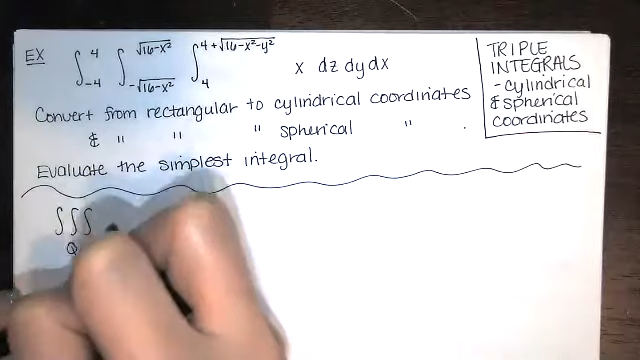 EX ∫_{-4}^{4} ∫_{-√(16-x²)}^{√(16-x²)} ∫_{4}^{4+√(16-x²-y²)} x dz dy dx
Convert from rectangular to cylindrical coordinates
& " " " spherical " .
Evaluate the simplest integral.
∫∫∫
Q
TRIPLE
INTEGRALS
- cylindrical
& spherical
coordinates